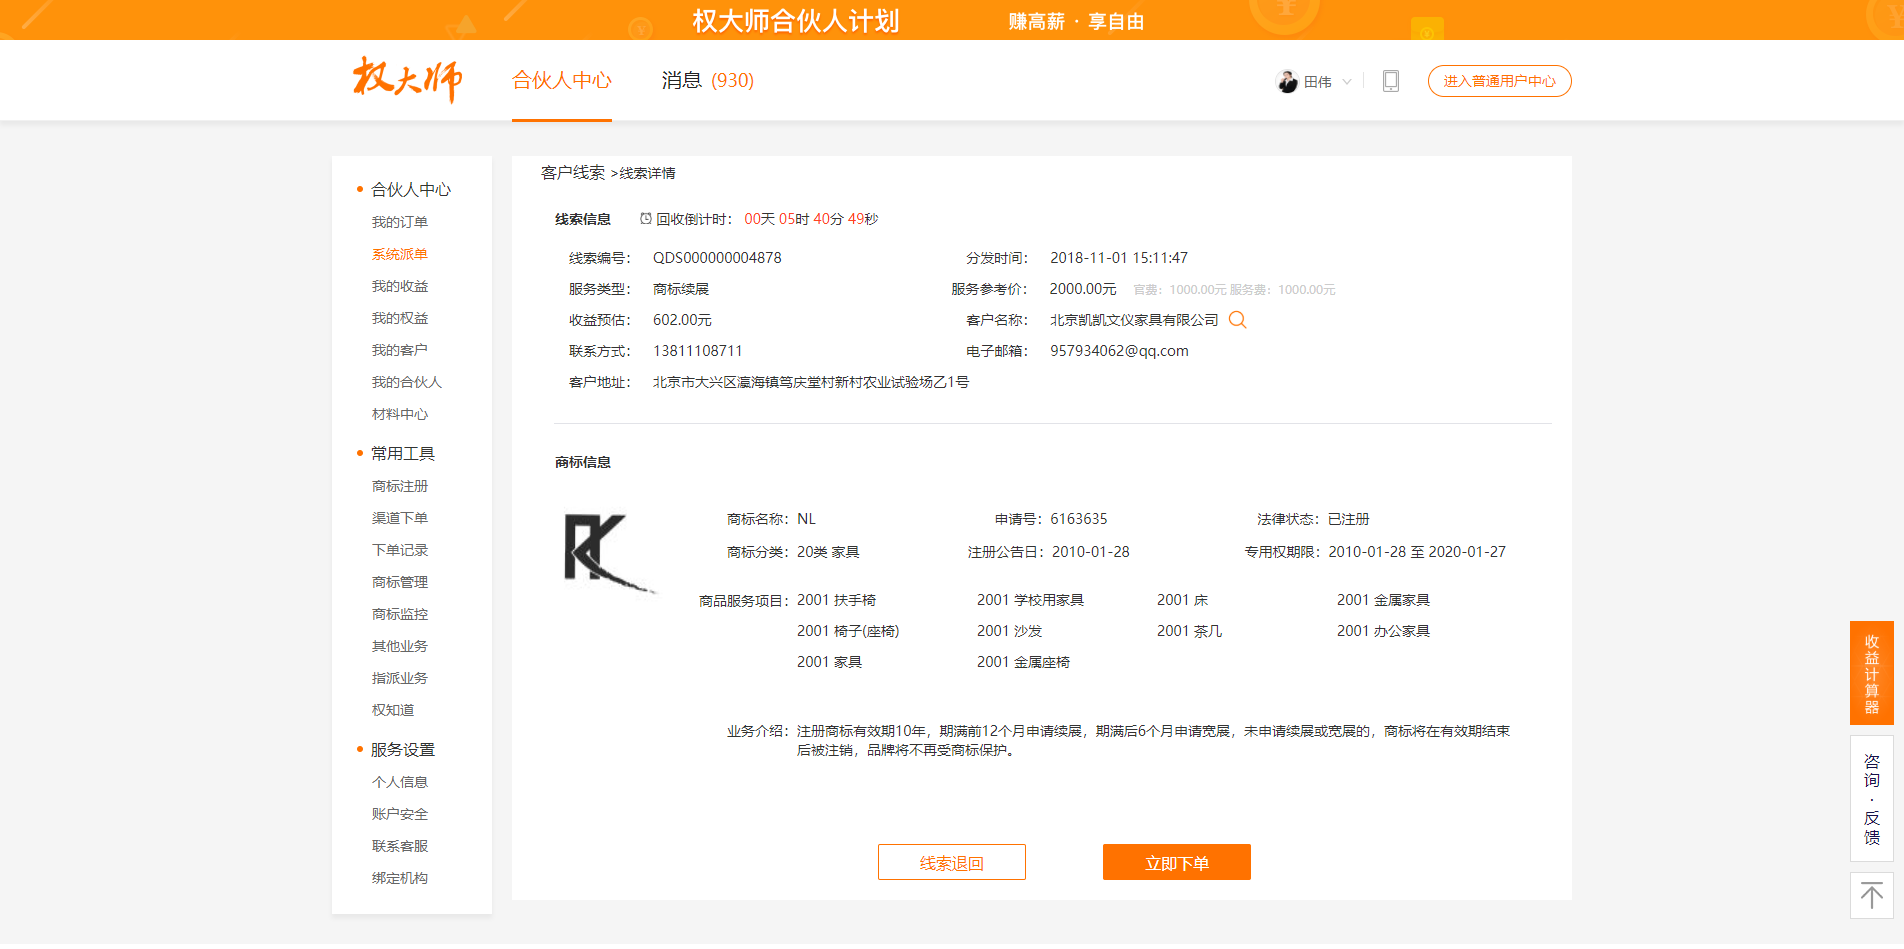 权大师合伙人计划 赚高薪 · 享自由
权大师 合伙人中心 消息 (930) 田伟 进入普通用户中心
合伙人中心
我的订单
系统派单
我的收益
我的权益
我的客户
我的合伙人
材料中心
常用工具
商标注册
渠道下单
下单记录
商标管理
商标监控
其他业务
指派业务
权知道
服务设置
个人信息
账户安全
联系客服
绑定机构
客户线索 >线索详情
线索信息 回收倒计时： 00天 05时 40分 49秒
线索编号： QDS000000004878 分发时间： 2018-11-01 15:11:47
服务类型： 商标续展 服务参考价： 2000.00元 官费：1000.00元 服务费：1000.00元
收益预估： 602.00元 客户名称： 北京凯凯文仪家具有限公司
联系方式： 13811108711 电子邮箱： 957934062@qq.com
客户地址： 北京市大兴区瀛海镇笃庆堂村新村农业试验场乙1号
商标信息
商标名称：NL 申请号：6163635 法律状态：已注册
商标分类：20类 家具 注册公告日：2010-01-28 专用权期限：2010-01-28 至 2020-01-27
商品服务项目：2001 扶手椅 2001 学校用家具 2001 床 2001 金属家具
2001 椅子(座椅) 2001 沙发 2001 茶几 2001 办公家具
2001 家具 2001 金属座椅
业务介绍：注册商标有效期10年，期满前12个月申请续展，期满后6个月申请宽展，未申请续展或宽展的，商标将在有效期结束
后被注销，品牌将不再受商标保护。
线索退回 立即下单
收益计算器
咨询·反馈